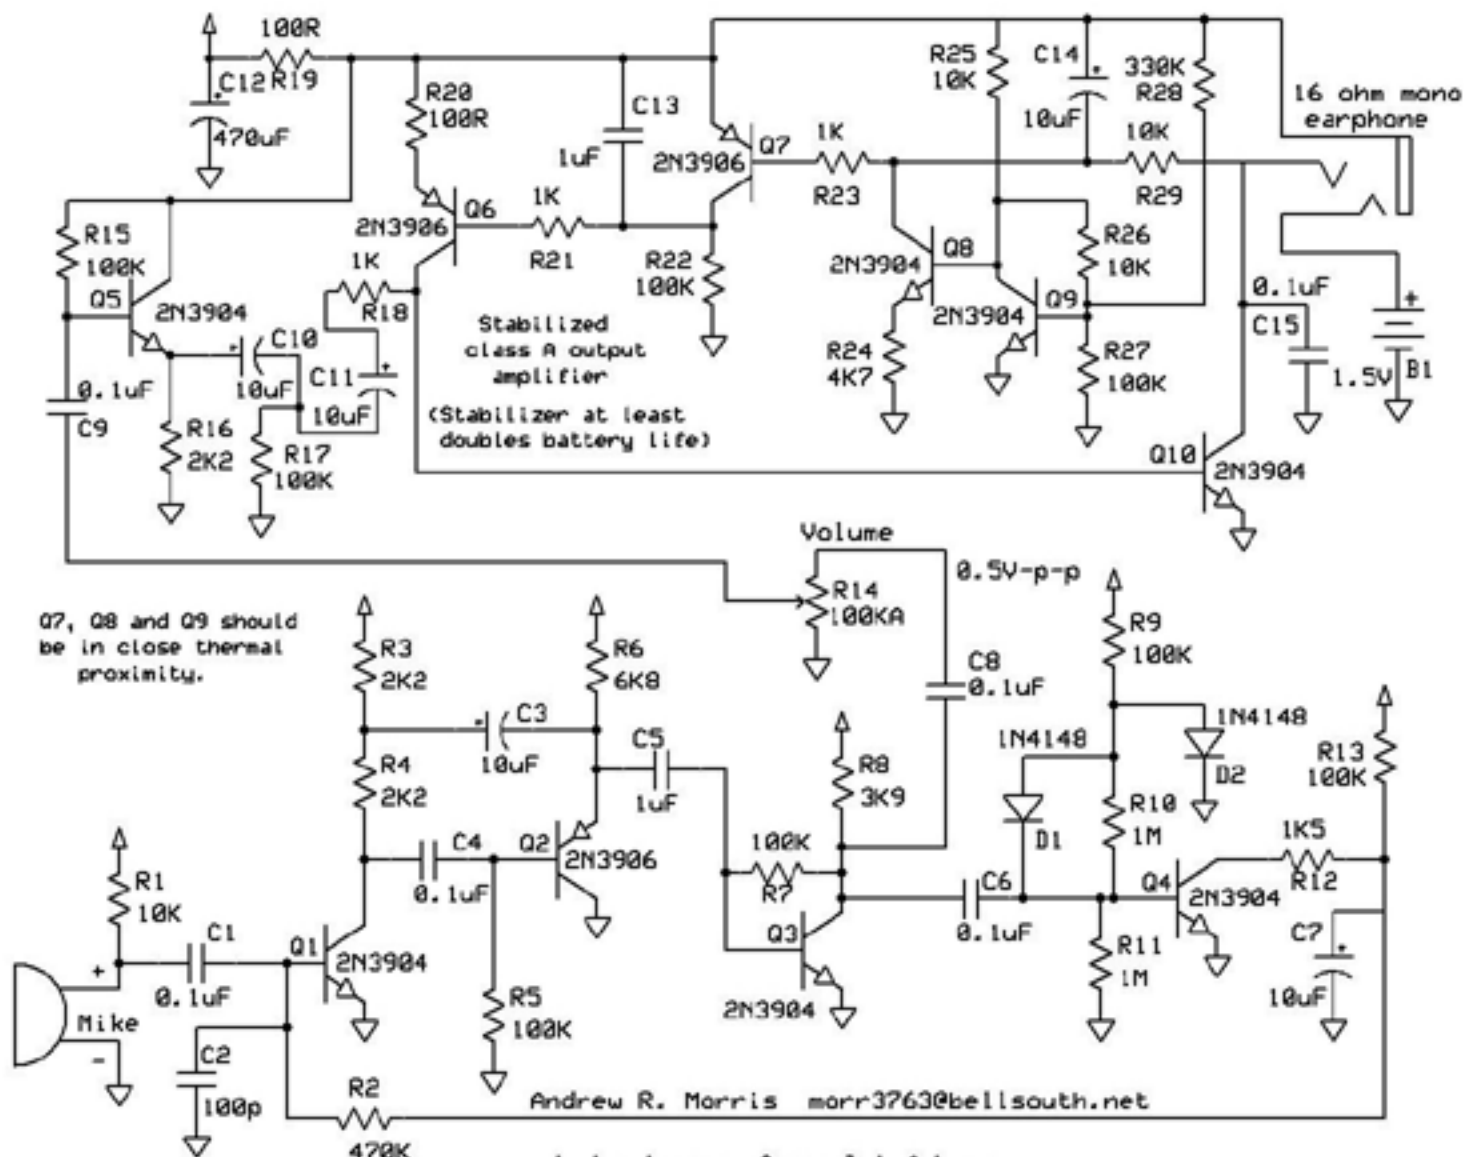 100R
C12
R19
470uF
R20
100R
C13
1uF
Q7
2N3906
1K
R23
R25
10K
C14
10uF
330K
R28
10K
R29
16 ohm mono
earphone
R15
100K
Q5
2N3904
2N3906
Q6
1K
R21
R22
100K
1K
R18
Q8
2N3904
R26
10K
Q9
2N3904
0.1uF
C15
C10
10uF
C11
10uF
Stabilized
class A output
amplifier
(Stabilizer at least
doubles battery life)
R24
4K7
R27
100K
+
1.5V
B1
0.1uF
C9
R16
2K2
R17
100K
Q10
2N3904
Volume
R14
100KA
0.5V-p-p
Q7, Q8 and Q9 should
be in close thermal
proximity.
R3
2K2
R6
6K8
C8
0.1uF
R9
100K
C3
10uF
C5
1uF
1N4148
1N4148
D2
R13
100K
R4
2K2
R8
3K9
D1
R10
1M
1K5
R12
C4
0.1uF
Q2
2N3906
100K
R7
C6
0.1uF
Q4
2N3904
R1
10K
C1
0.1uF
Q1
2N3904
Q3
2N3904
R11
1M
C7
10uF
+
Mike
-
R5
100K
C2
100p
R2
470K
Andrew R. Morris morr3763@bellsouth.net